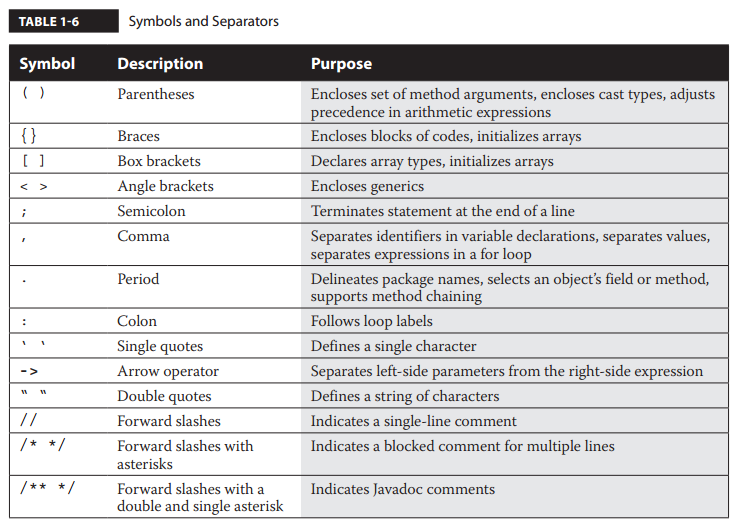 TABLE 1-6 Symbols and Separators
Symbol Description Purpose
( ) Parentheses Encloses set of method arguments, encloses cast types, adjusts
precedence in arithmetic expressions
{} Braces Encloses blocks of codes, initializes arrays
[ ] Box brackets Declares array types, initializes arrays
< > Angle brackets Encloses generics
; Semicolon Terminates statement at the end of a line
, Comma Separates identifiers in variable declarations, separates values,
separates expressions in a for loop
. Period Delineates package names, selects an object’s field or method,
supports method chaining
: Colon Follows loop labels
‘ ‘ Single quotes Defines a single character
-> Arrow operator Separates left-side parameters from the right-side expression
“ “ Double quotes Defines a string of characters
// Forward slashes Indicates a single-line comment
/* */ Forward slashes with Indicates a blocked comment for multiple lines
asterisks
/** */ Forward slashes with a Indicates Javadoc comments
double and single asterisk